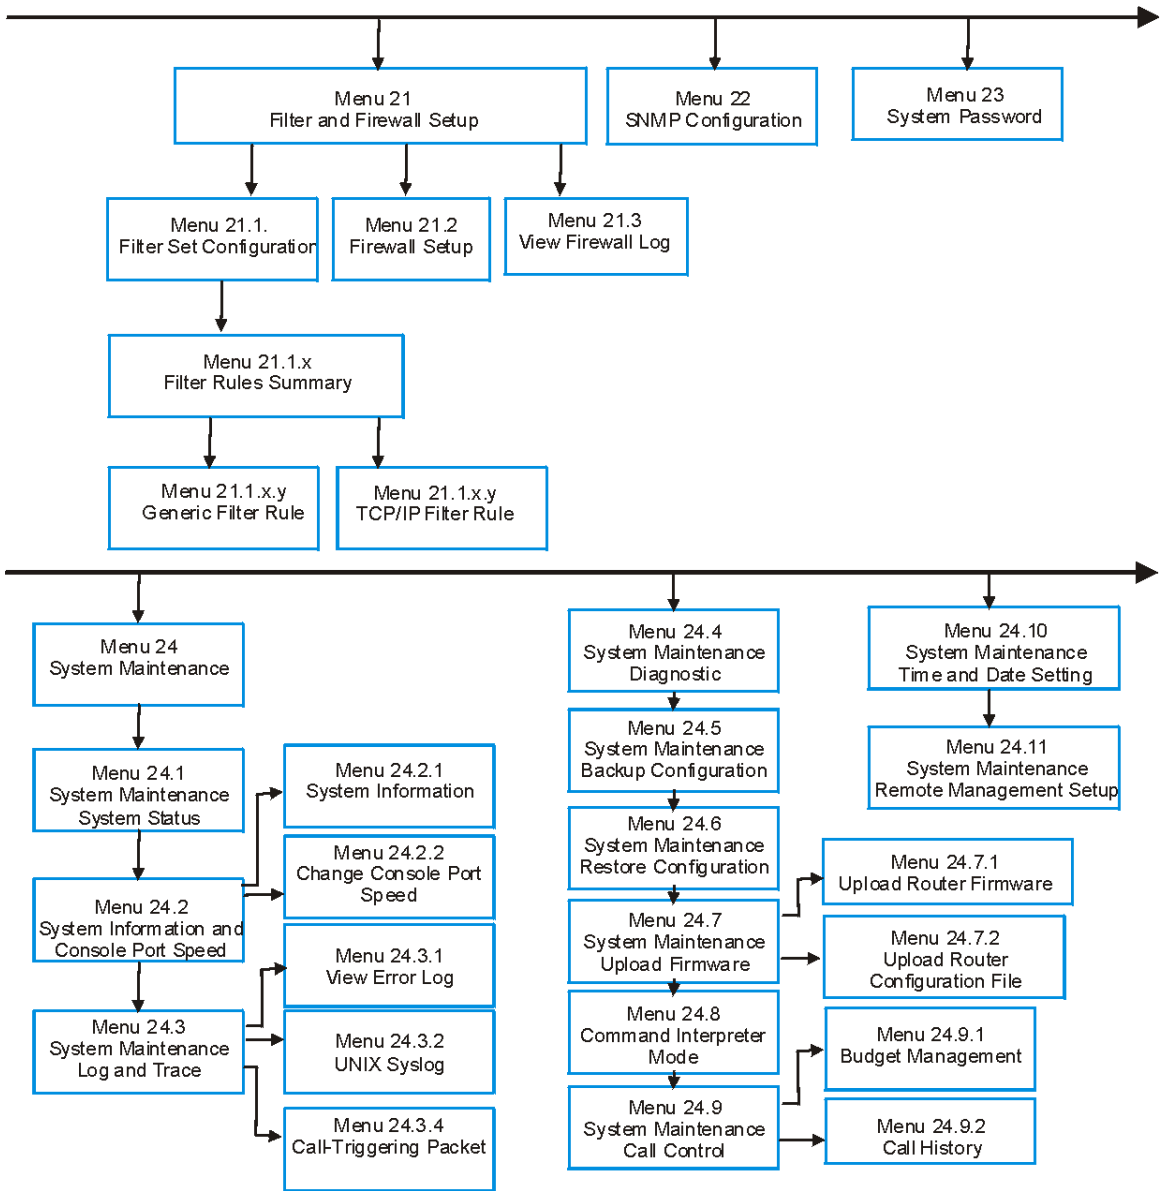 Menu 21
Filter and Firewall Setup
Menu 22
SNMP Configuration
Menu 23
System Password
Menu 21.1.
Filter Set Configuration
Menu 21.2
Firewall Setup
Menu 21.3
View Firewall Log
Menu 21.1.x
Filter Rules Summary
Menu 21.1.x.y
Generic Filter Rule
Menu 21.1.x.y
TCP/IP Filter Rule
Menu 24
System Maintenance
Menu 24.1
System Maintenance
System Status
Menu 24.2
System Information and
Console Port Speed
Menu 24.3
System Maintenance
Log and Trace
Menu 24.2.1
System Information
Menu 24.2.2
Change Console Port
Speed
Menu 24.3.1
View Error Log
Menu 24.3.2
UNIX Syslog
Menu 24.3.4
Call-Triggering Packet
Menu 24.4
System Maintenance
Diagnostic
Menu 24.5
System Maintenance
Backup Configuration
Menu 24.6
System Maintenance
Restore Configuration
Menu 24.7
System Maintenance
Upload Firmware
Menu 24.8
Command Interpreter
Mode
Menu 24.9
System Maintenance
Call Control
Menu 24.10
System Maintenance
Time and Date Setting
Menu 24.11
System Maintenance
Remote Management Setup
Menu 24.7.1
Upload Router Firmware
Menu 24.7.2
Upload Router
Configuration File
Menu 24.9.1
Budget Management
Menu 24.9.2
Call History